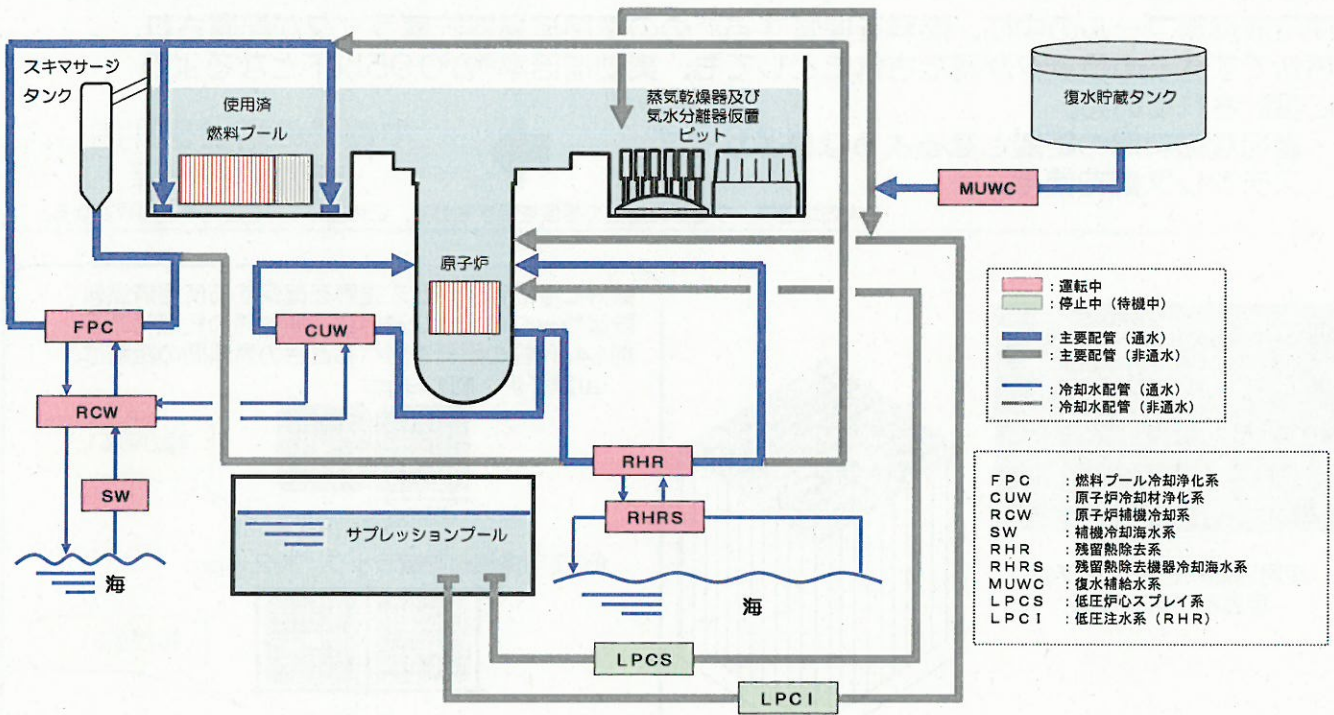 スキマサージ
タンク
使用済
燃料プール
蒸気乾燥器及び
気水分離器仮置
ピット
復水貯蔵タンク
MUWC
原子炉
FPC
CUW
RCW
SW
海
RHR
RHRS
海
サプレッションプール
LPCS
LPCI
:運転中
:停止中(待機中)
:主要配管(通水)
:主要配管(非通水)
:冷却水配管(通水)
:冷却水配管(非通水)
FPC :燃料プール冷却浄化系
CUW :原子炉冷却材浄化系
RCW :原子炉補機冷却系
SW :補機冷却海水系
RHR :残留熱除去系
RHRS :残留熱除去機器冷却海水系
MUWC :復水補給水系
LPCS :低圧炉心スプレイ系
LPCI :低圧注水系(RHR)